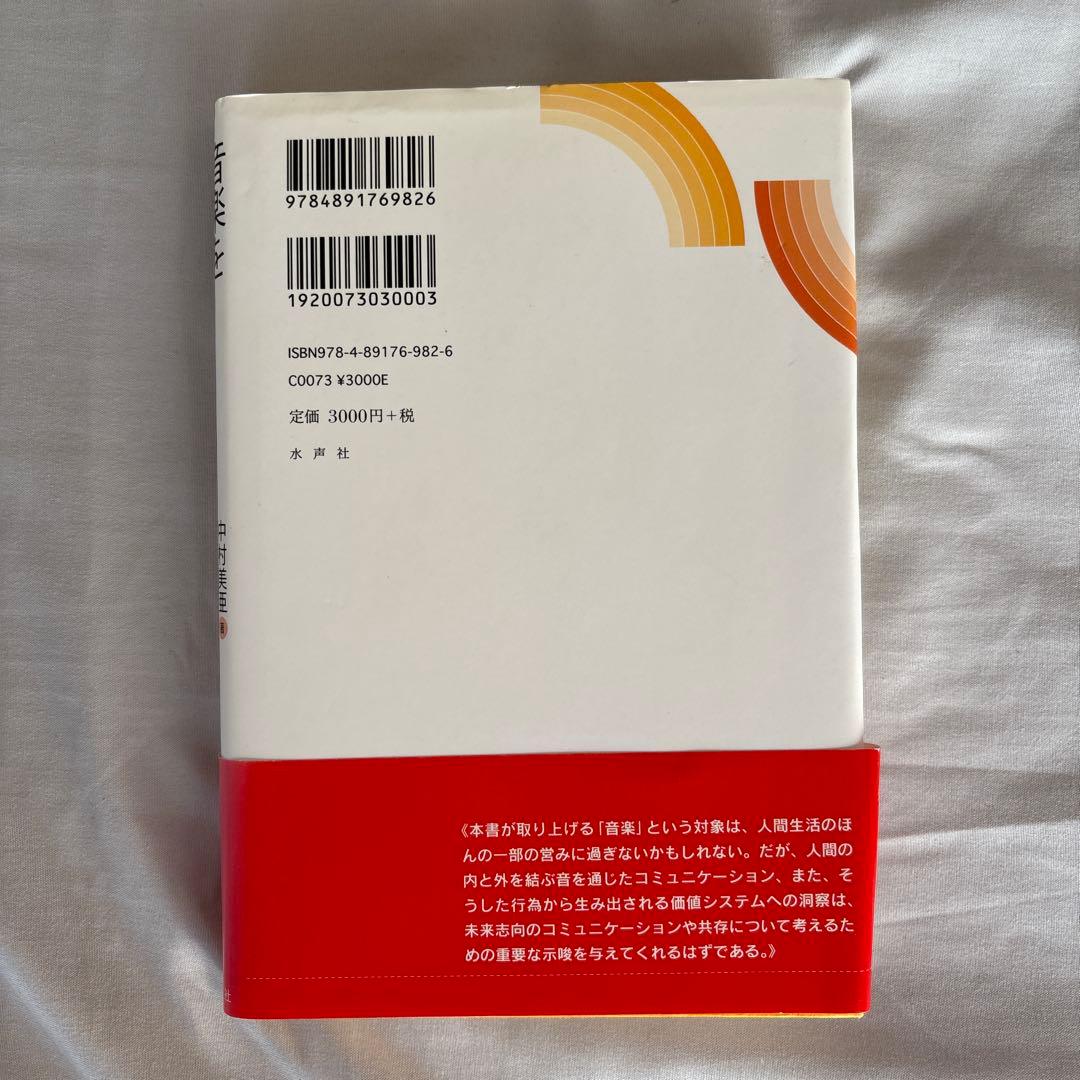 9784891769826
1920073030003
ISBN978-4-89176-982-6
C0073 ¥3000E
定価 3000円+税
水声社
《本書が取り上げる「音楽」という対象は、人間生活のほ
んの一部の営みに過ぎないかもしれない。だが、人間の
内と外を結ぶ音を通じたコミュニケーション、また、そ
うした行為から生み出される価値システムへの洞察は、
未来志向のコミュニケーションや共存について考えるた
めの重要な示唆を与えてくれるはずである。》
社